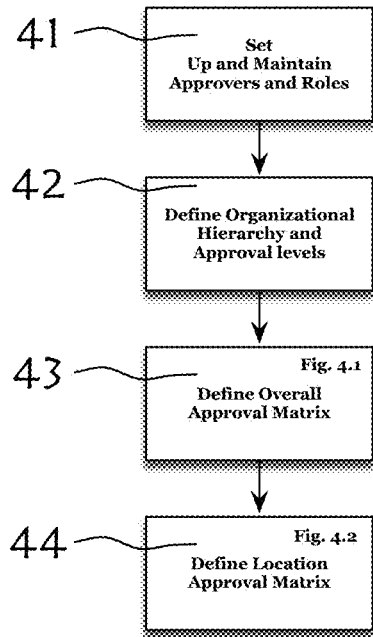 41
Set
Up and Maintain
Approvers and Roles
42
Define Organizational
Hierarchy and
Approval levels
43
Fig. 4.1
Define Overall
Approval Matrix
44
Fig. 4.2
Define Location
Approval Matrix